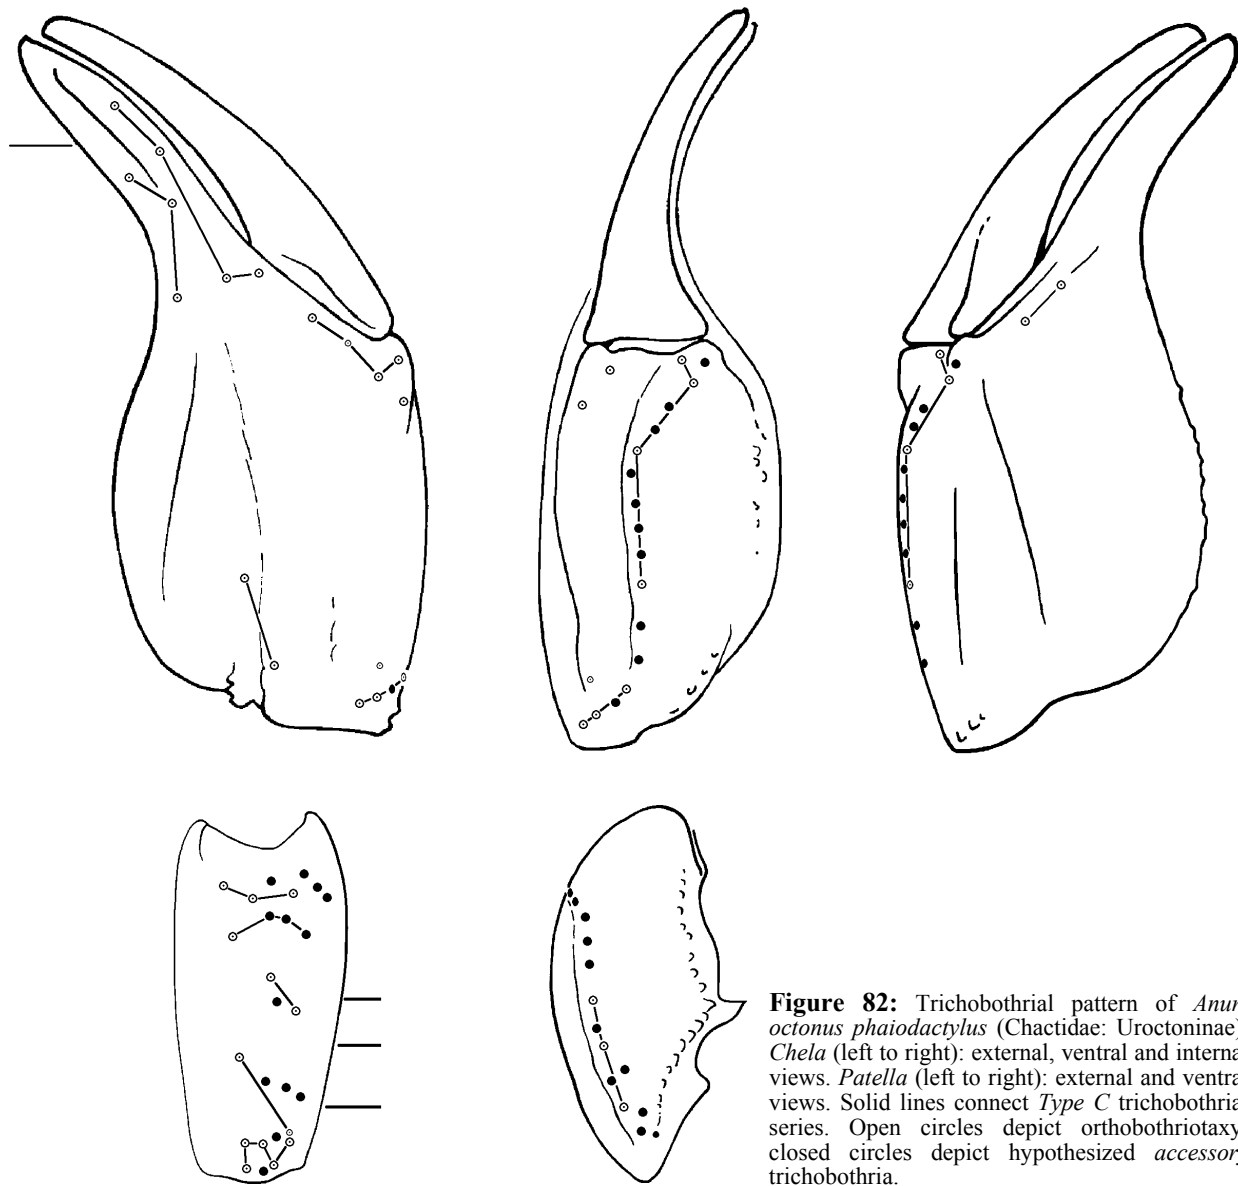 Figure 82: Trichobothrial pattern of Anur
octonus phaiodactylus (Chactidae: Uroctoninae)
Chela (left to right): external, ventral and interna
views. Patella (left to right): external and ventra
views. Solid lines connect Type C trichobothria
series. Open circles depict orthobothriotaxy
closed circles depict hypothesized accessory
trichobothria.